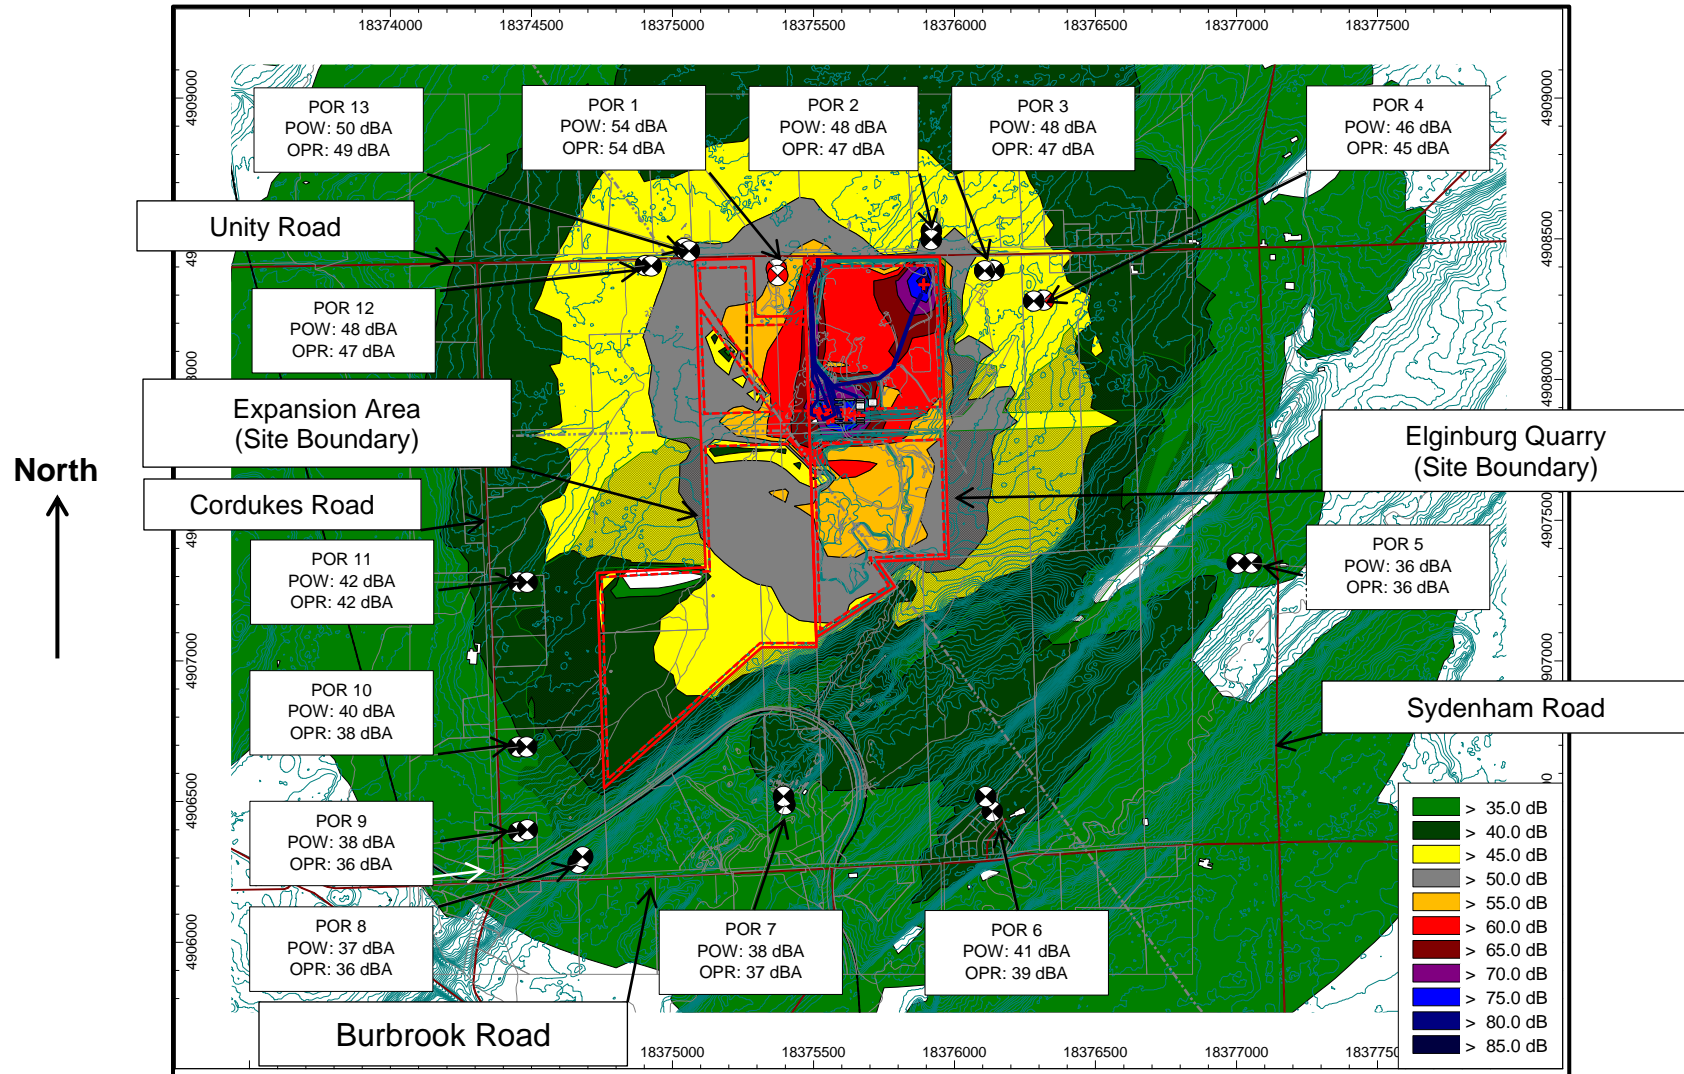 18374000 18374500 18375000 18375500 18376000 18376500 18377000 18377500
4909000
4909000
POR 13
POW: 50 dBA
OPR: 49 dBA
POR 1
POW: 54 dBA
OPR: 54 dBA
POR 2
POW: 48 dBA
OPR: 47 dBA
POR 3
POW: 48 dBA
OPR: 47 dBA
POR 4
POW: 46 dBA
OPR: 45 dBA
Unity Road
4908500
POR 12
POW: 48 dBA
OPR: 47 dBA
4908000
Expansion Area
(Site Boundary)
Elginburg Quarry
(Site Boundary)
North
Cordukes Road
4907500
POR 11
POW: 42 dBA
OPR: 42 dBA
POR 5
POW: 36 dBA
OPR: 36 dBA
4907000
4907000
POR 10
POW: 40 dBA
OPR: 38 dBA
Sydenham Road
4906500
POR 9
POW: 38 dBA
OPR: 36 dBA
POR 8
POW: 37 dBA
OPR: 36 dBA
POR 7
POW: 38 dBA
OPR: 37 dBA
POR 6
POW: 41 dBA
OPR: 39 dBA
4906000
Burbrook Road
> 35.0 dB
> 40.0 dB
> 45.0 dB
> 50.0 dB
> 55.0 dB
> 60.0 dB
> 65.0 dB
> 70.0 dB
> 75.0 dB
> 80.0 dB
> 85.0 dB
18375000 18375500 18376000 18376500 18377000